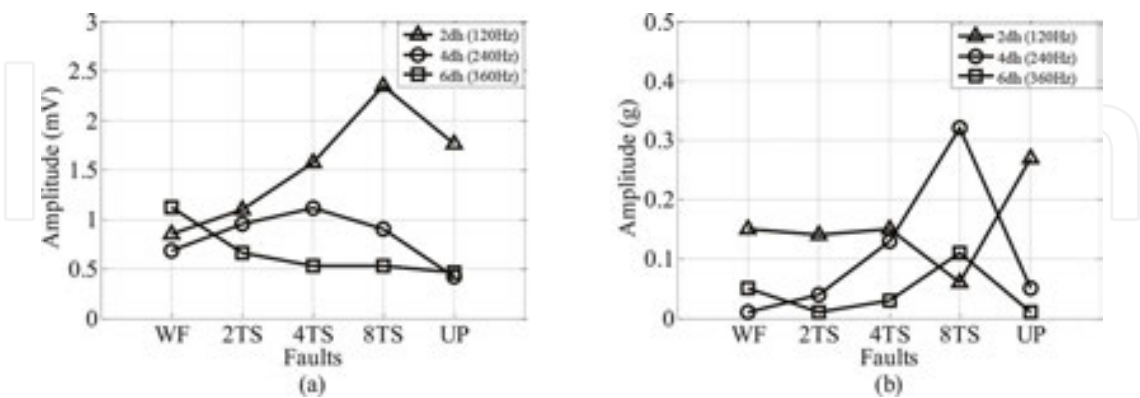 3
2.5
2
1.5
1
0.5
0
Amplitude (mV)
2dh (120Hz)
4dh (240Hz)
6dh (360Hz)
WF 2TS 4TS 8TS UP
Faults
(a)
0.5
0.4
0.3
0.2
0.1
0
Amplitude (g)
2dh (120Hz)
4dh (240Hz)
6dh (360Hz)
WF 2TS 4TS 8TS UP
Faults
(b)